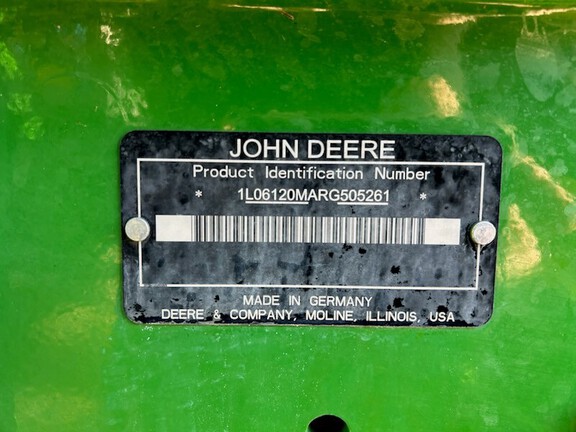 JOHN DEERE
Product Identification Number
* 1L06120MARG505261 *
MADE IN GERMANY
DEERE & COMPANY, MOLINE, ILLINOIS, USA